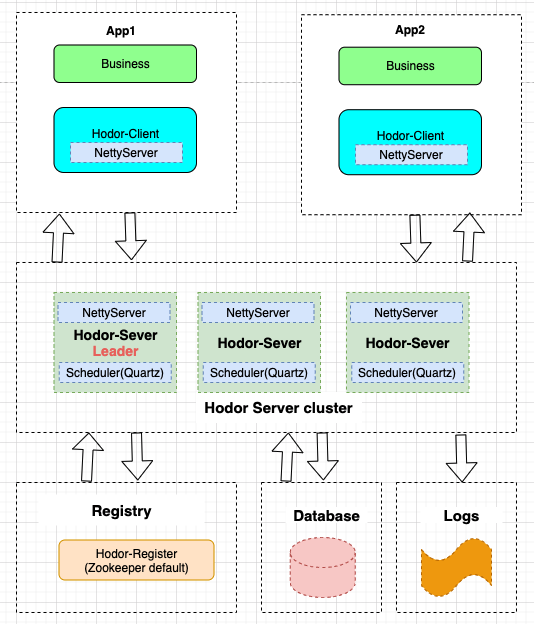 App1
Business
Hodor-Client
NettyServer
App2
Business
Hodor-Client
NettyServer
NettyServer
Hodor-Sever
Leader
Scheduler(Quartz)
NettyServer
Hodor-Sever
Scheduler(Quartz)
NettyServer
Hodor-Sever
Scheduler(Quartz)
Hodor Server cluster
Registry
Hodor-Register
(Zookeeper default)
Database
Logs